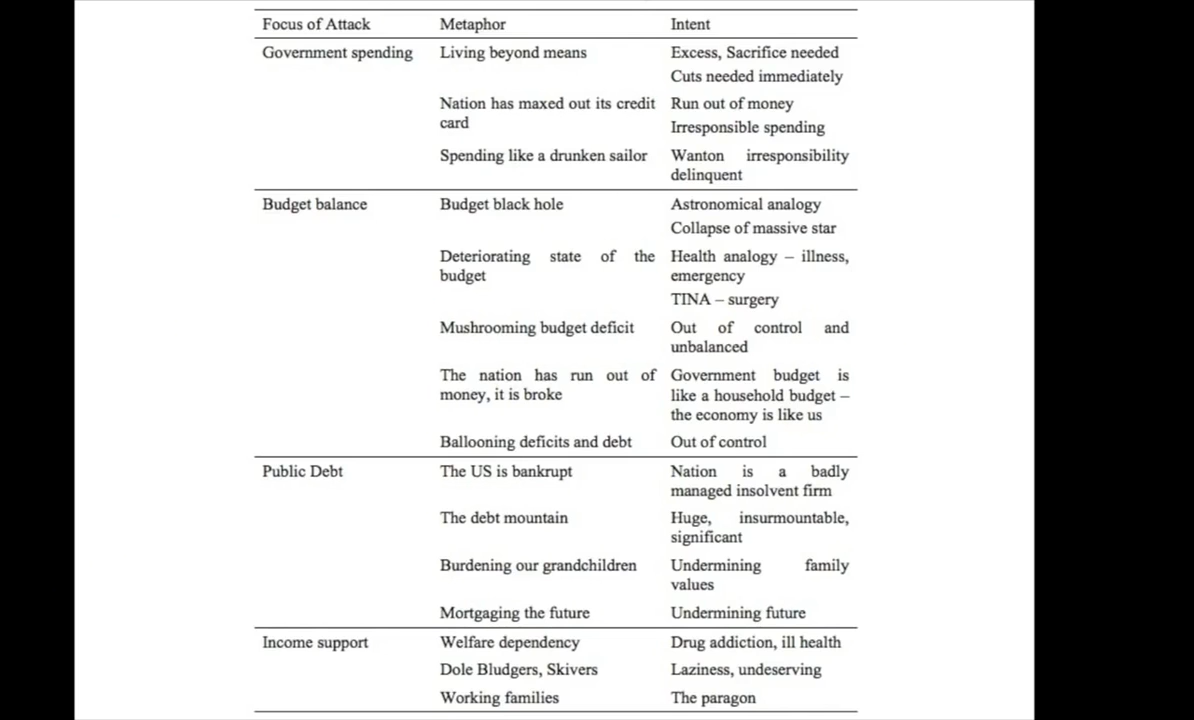 Focus of Attack Metaphor Intent
Government spending Living beyond means Excess, Sacrifice needed
Cuts needed immediately
Nation has maxed out its credit Run out of money
card
Irresponsible spending
Spending like a drunken sailor Wanton irresponsibility
delinquent
Budget balance Budget black hole Astronomical analogy
Collapse of massive star
Deteriorating state of the Health analogy – illness,
budget emergency
TINA – surgery
Mushrooming budget deficit Out of control and
unbalanced
The nation has run out of Government budget is
money, it is broke like a household budget –
the economy is like us
Ballooning deficits and debt Out of control
Public Debt The US is bankrupt Nation is a badly
managed insolvent firm
The debt mountain Huge, insurmountable,
significant
Burdening our grandchildren Undermining family
values
Mortgaging the future Undermining future
Income support Welfare dependency Drug addiction, ill health
Dole Bludgers, Skivers Laziness, undeserving
Working families The paragon